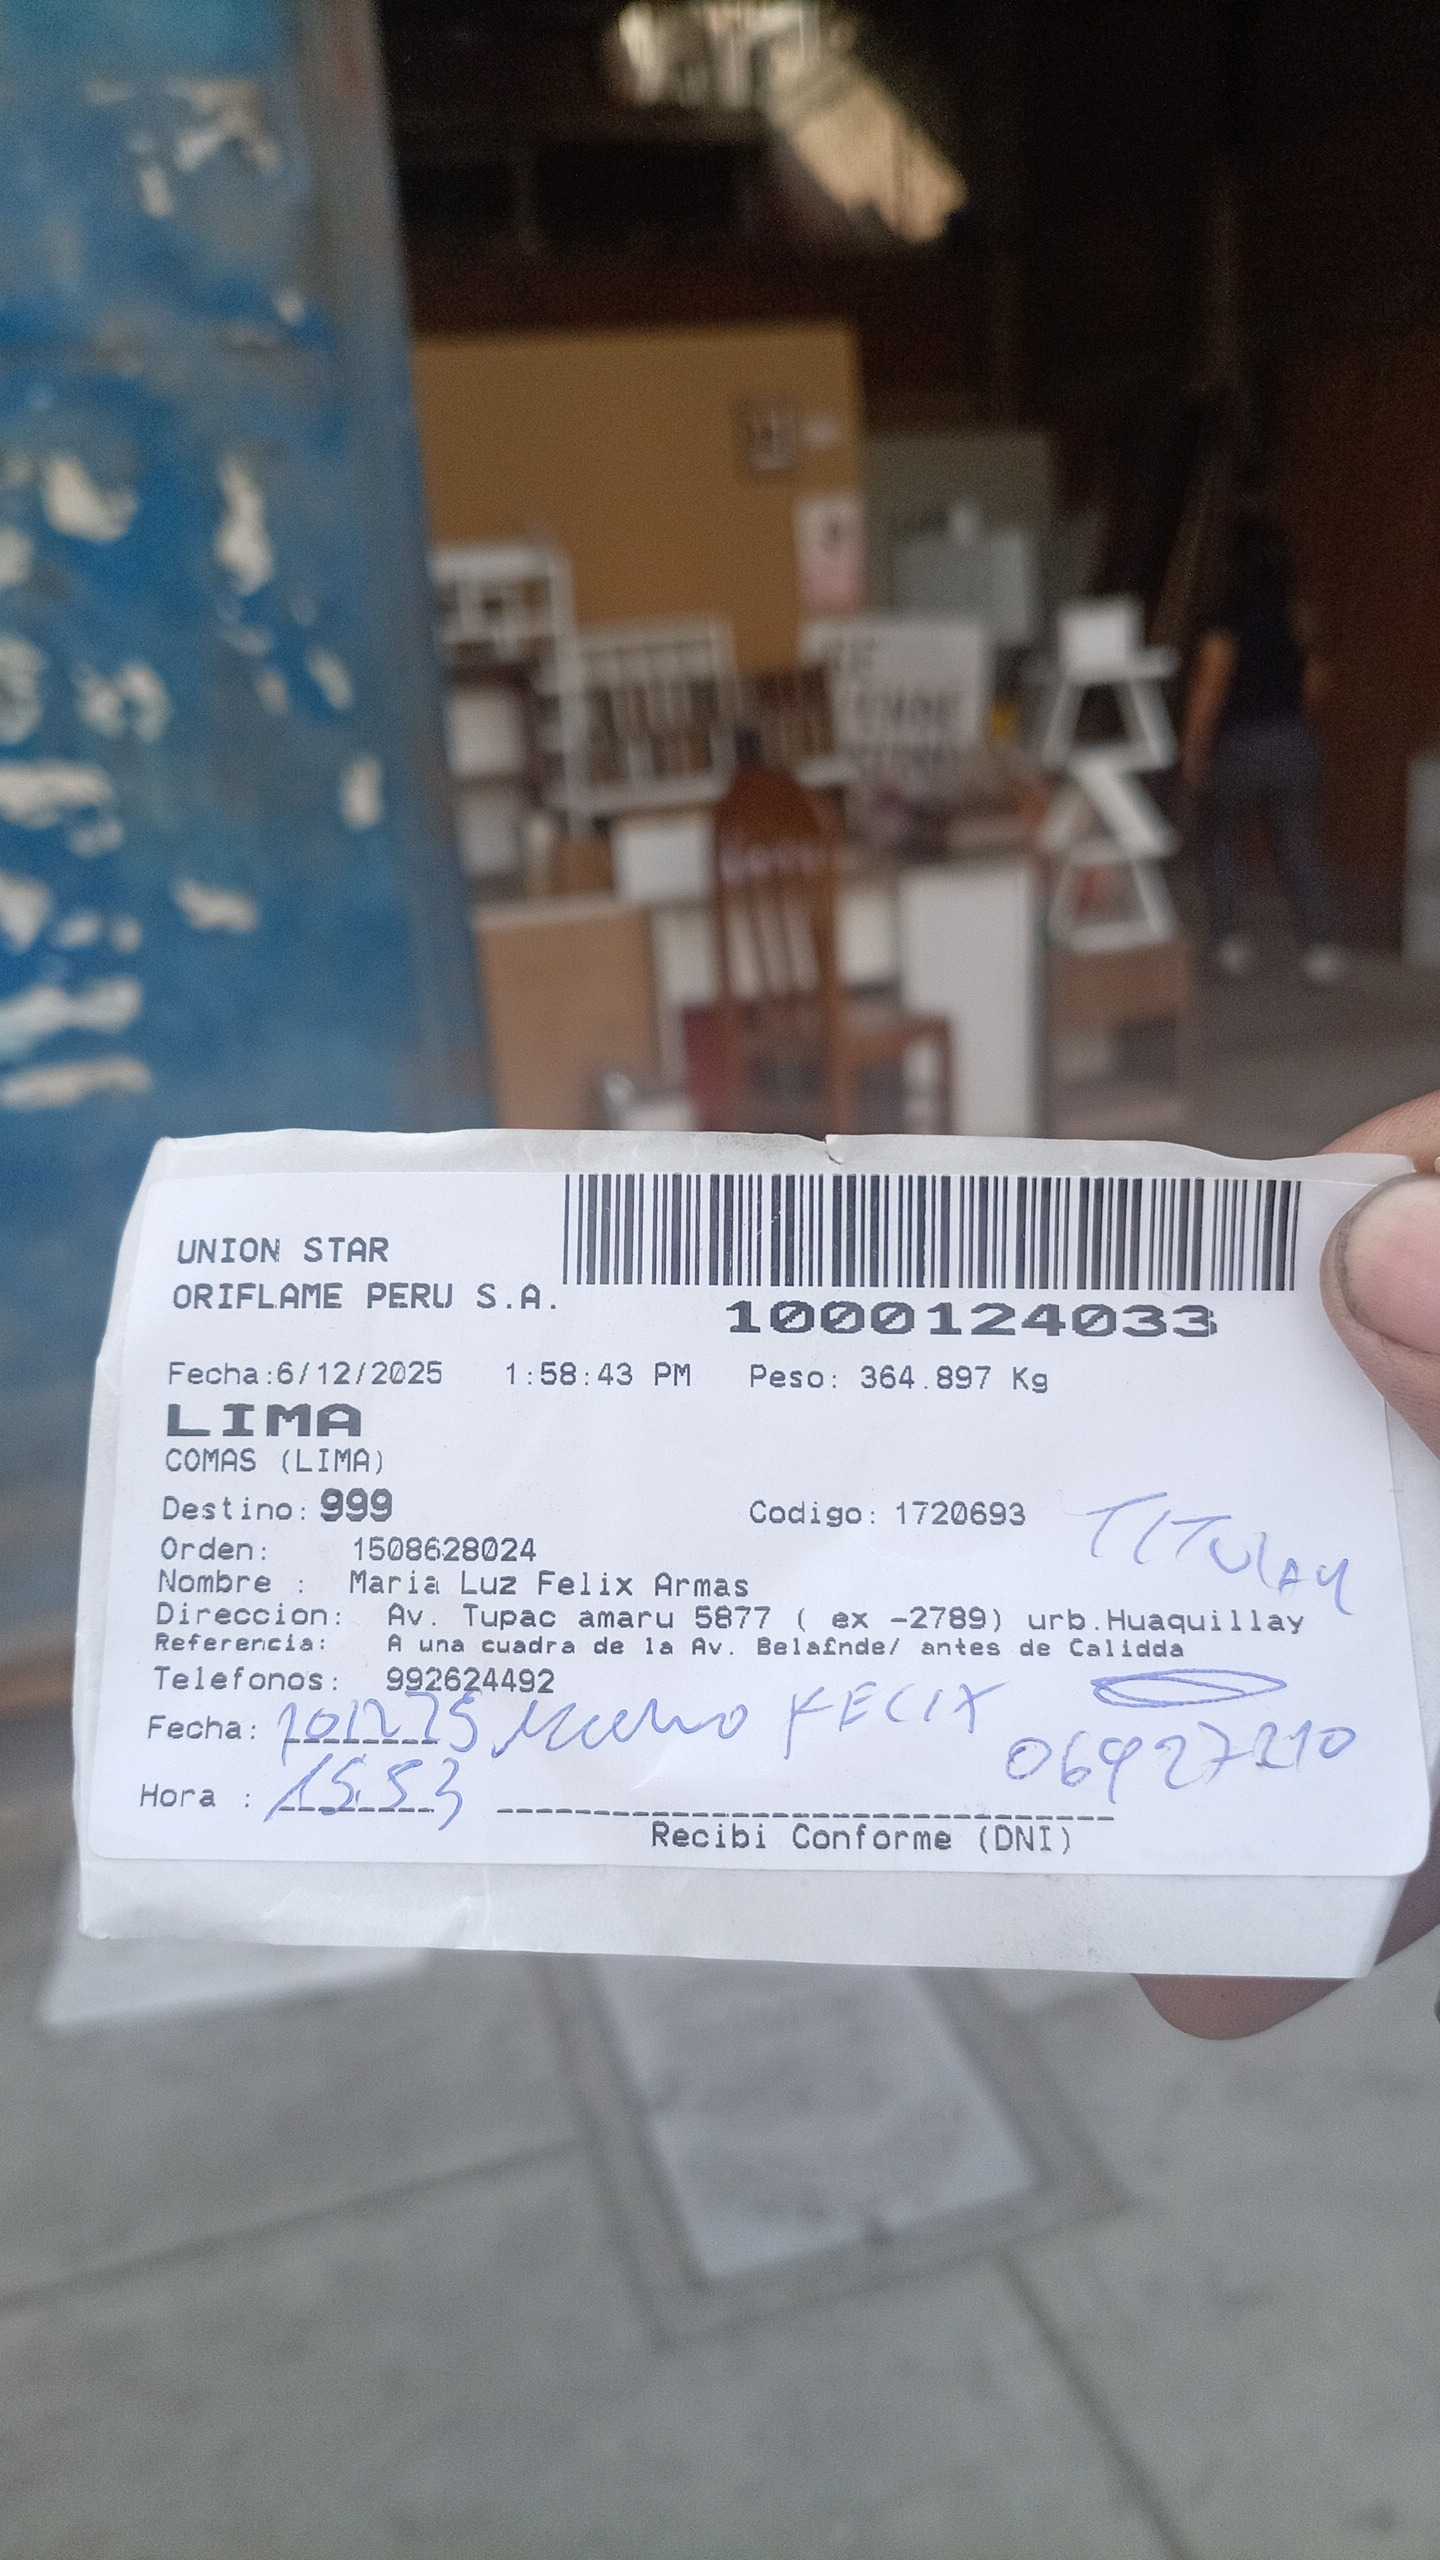 UNION STAR
ORIFLAME PERU S.A.
1000124033
Fecha:6/12/2025 1:58:43 PM Peso: 364.897 Kg
LIMA
COMAS (LIMA)
Destino: 999 Codigo: 1720693 TITULAR
Orden: 1508628024
Nombre : Maria Luz Felix Armas
Direccion: Av. Tupac amaru 5877 ( ex -2789) urb.Huaquillay
Referencia: A una cuadra de la Av. Belafnde/ antes de Calidda
Telefonos: 992624492
Fecha: FELIX
06927210
Hora : 15:53
Recibi Conforme (DNI)